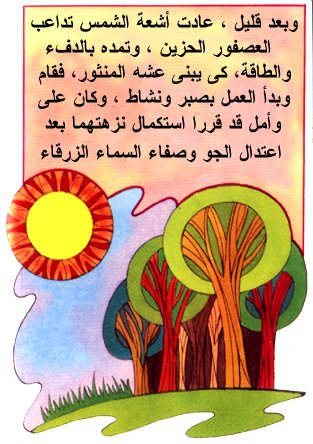 وبعد قليل ، عادت أشعة الشمس تداعب
العصفور الحزين ، وتمده بالدفء
والطاقة، كى يبنى عشه المنثور، فقام
وبدأ العمل بصبر ونشاط ، وكان على
وأمل قد قررا استكمال نزهتهما بعد
اعتدال الجو وصفاء السماء الزرقاء